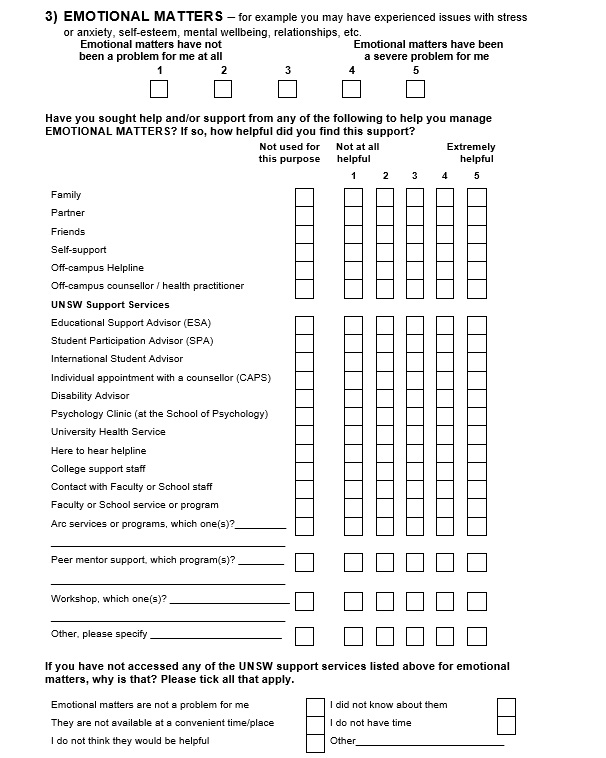 3) EMOTIONAL MATTERS – for example you may have experienced issues with stress
or anxiety, self-esteem, mental wellbeing, relationships, etc.
Emotional matters have not Emotional matters have been
been a problem for me at all a severe problem for me
1 2 3 4 5
Have you sought help and/or support from any of the following to help you manage
EMOTIONAL MATTERS? If so, how helpful did you find this support?
Not used for Not at all Extremely
this purpose helpful helpful
1 2 3 4 5
Family
Partner
Friends
Self-support
Off-campus Helpline
Off-campus counsellor / health practitioner
UNSW Support Services
Educational Support Advisor (ESA)
Student Participation Advisor (SPA)
International Student Advisor
Individual appointment with a counsellor (CAPS)
Disability Advisor
Psychology Clinic (at the School of Psychology)
University Health Service
Here to hear helpline
College support staff
Contact with Faculty or School staff
Faculty or School service or program
Arc services or programs, which one(s)?
Peer mentor support, which program(s)?
Workshop, which one(s)?
Other, please specify
If you have not accessed any of the UNSW support services listed above for emotional
matters, why is that? Please tick all that apply.
Emotional matters are not a problem for me I did not know about them
They are not available at a convenient time/place I do not have time
I do not think they would be helpful Other